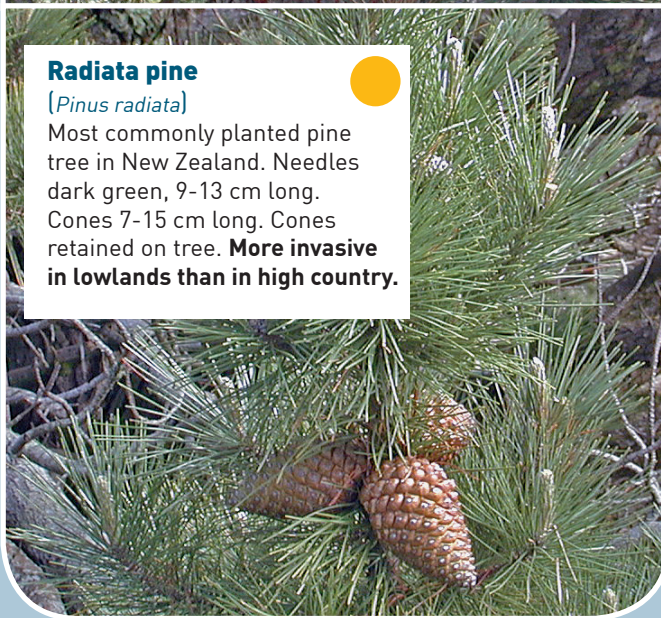 Radiata pine
(Pinus radiata)
Most commonly planted pine
tree in New Zealand. Needles
dark green, 9-13 cm long.
Cones 7-15 cm long. Cones
retained on tree. More invasive
in lowlands than in high country.